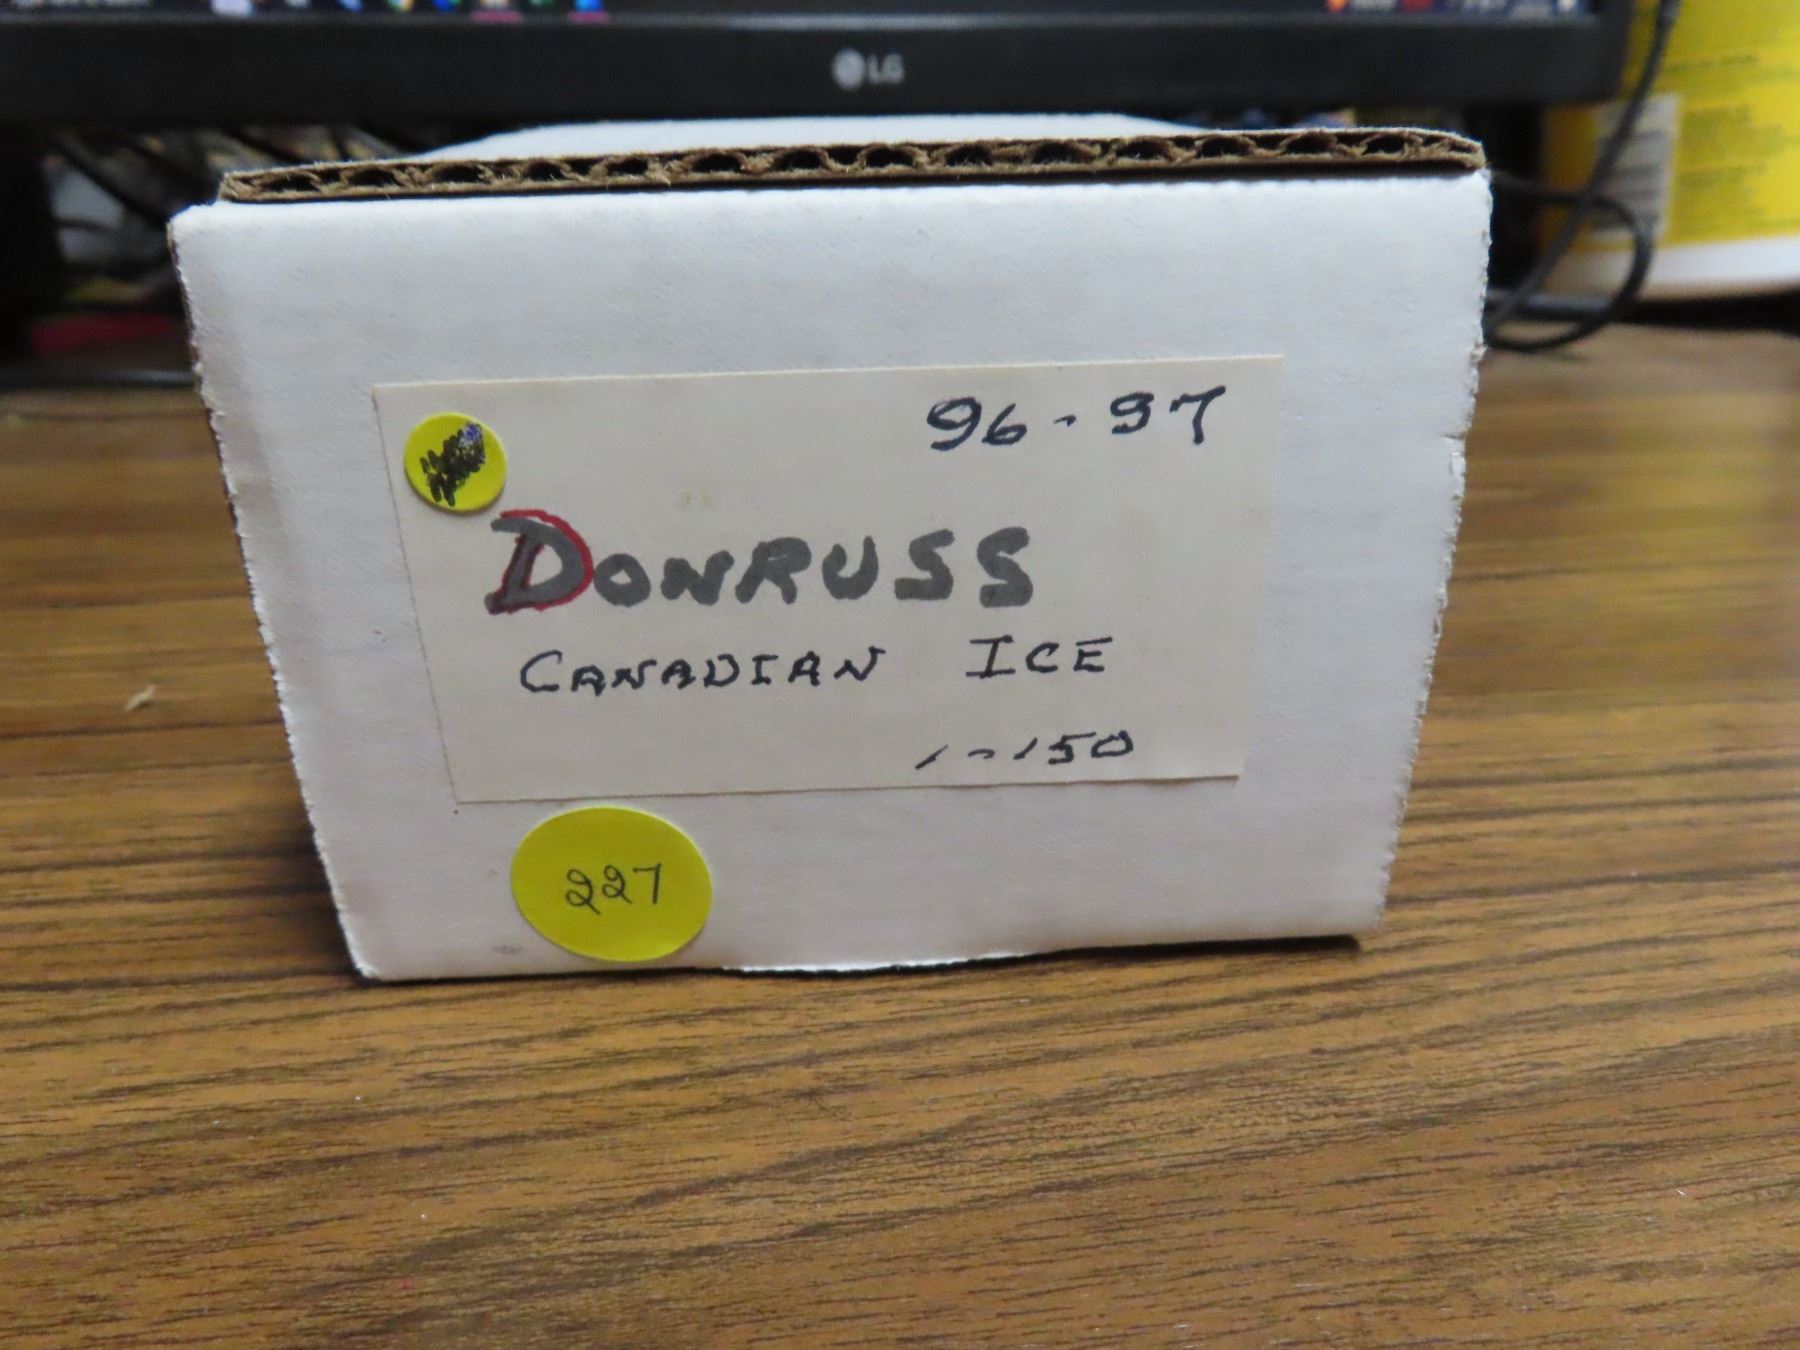 LG
96-97
DONRUSS
CANADIAN ICE
1-150
227